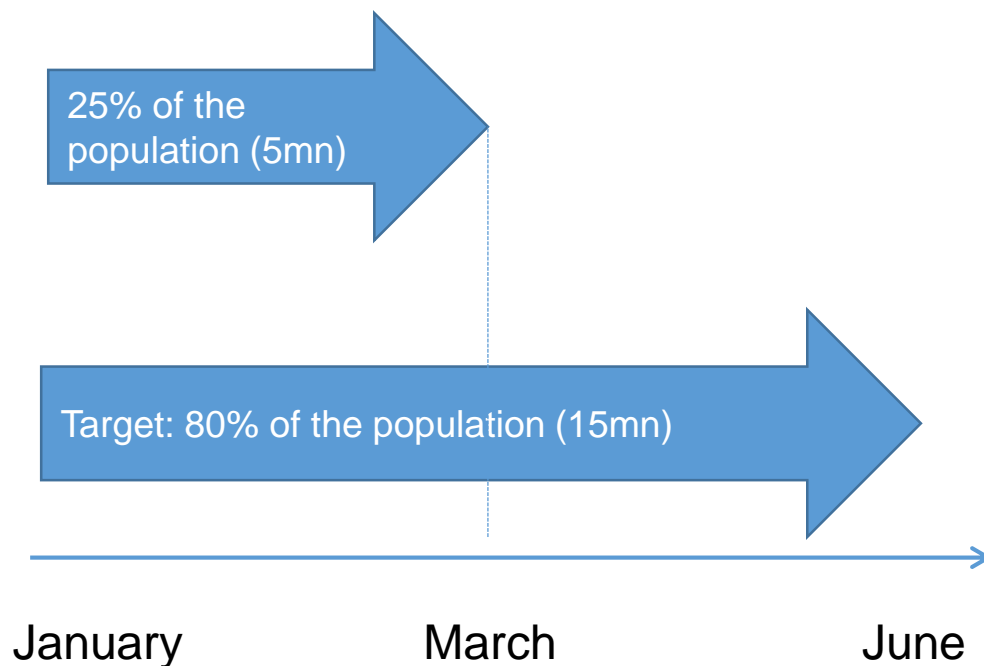 25% of the
population (5mn)
Target: 80% of the population (15mn)
January
March
June